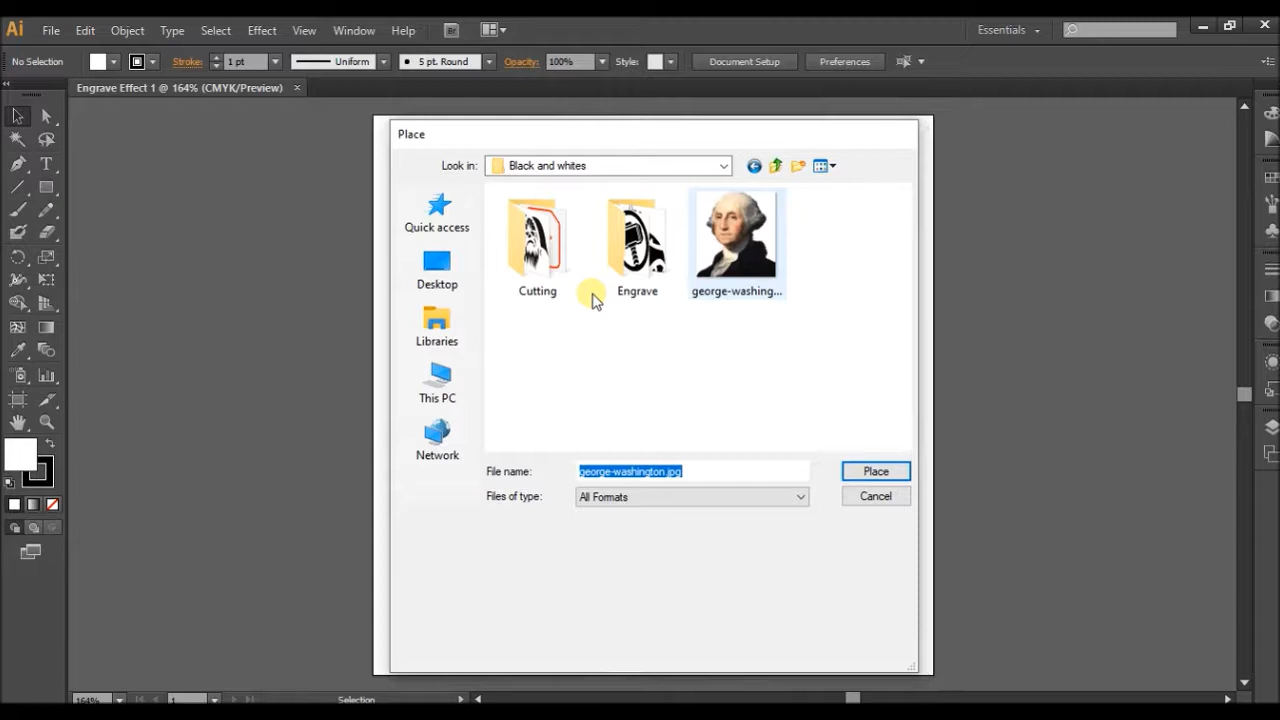 Ai File Edit Object Type Select Effect View Window Help Br Essentials
No Selection Stroke: 1 pt Uniform 5 pt. Round Opacity: 100% Style: Document Setup Preferences
Engrave Effect 1 @ 164% (CMYK/Preview) ×
Place
Look in: Black and whites
Quick access
Desktop
Libraries
This PC
Network
Cutting Engrave george-washing...
File name: george-washington.jpg Place
Files of type: All Formats Cancel
164% 1 Selection